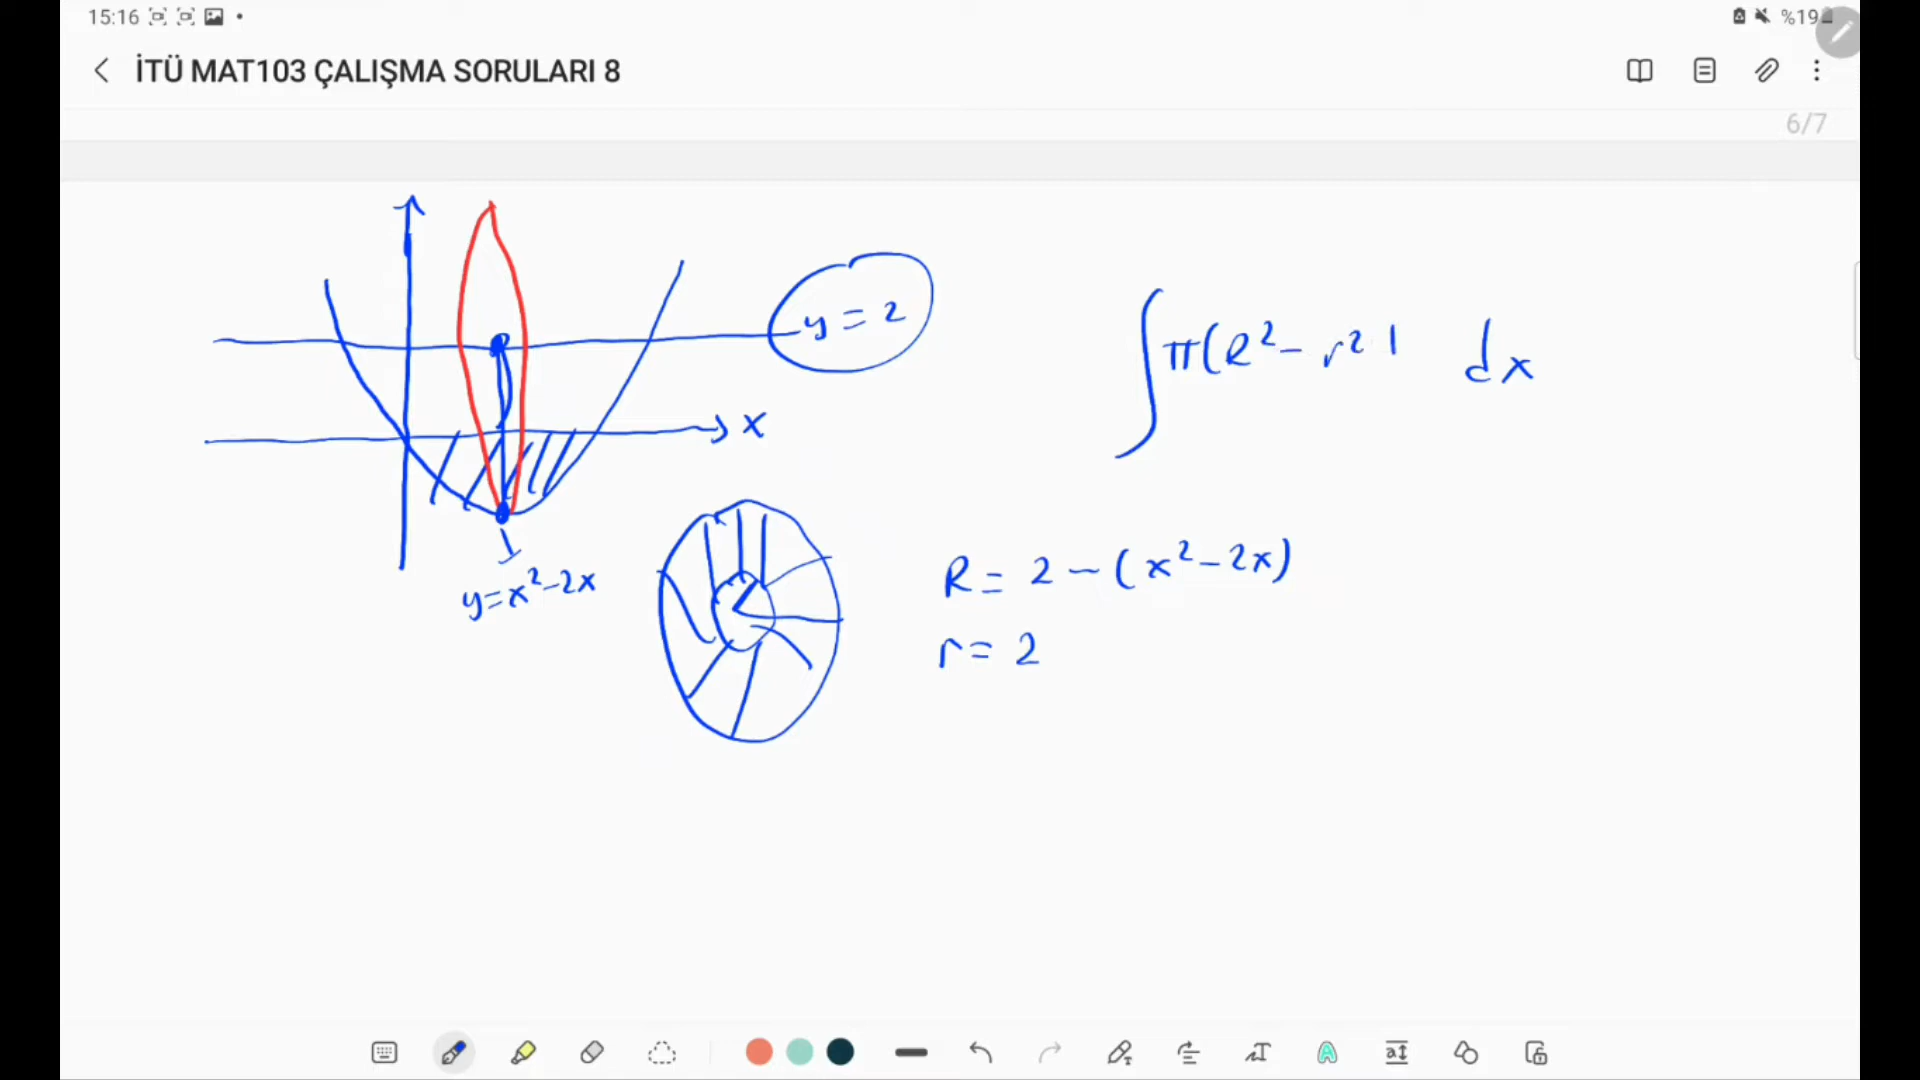 15:16
%19
İTÜ MAT103 ÇALIŞMA SORULARI 8
6/7
y = 2
x
y=x²-2x
∫π(R²- r²) dx
R = 2 - (x²-2x)
r = 2